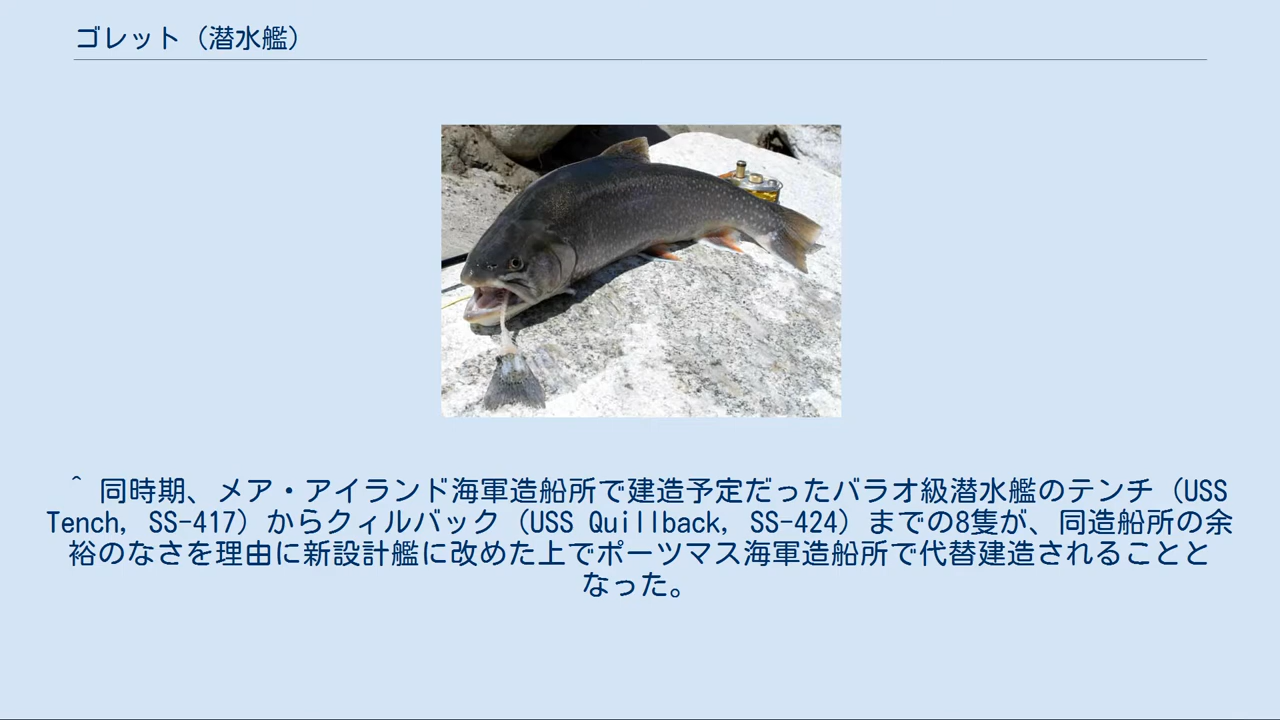 ゴレット（潜水艦）
^ 同時期、メア・アイランド海軍造船所で建造予定だったバラオ級潜水艦のテンチ（USS
Tench, SS-417）からクィルバック（USS Quillback, SS-424）までの8隻が、同造船所の余
裕のなさを理由に新設計艦に改めた上でポーツマス海軍造船所で代替建造されることと
なった。